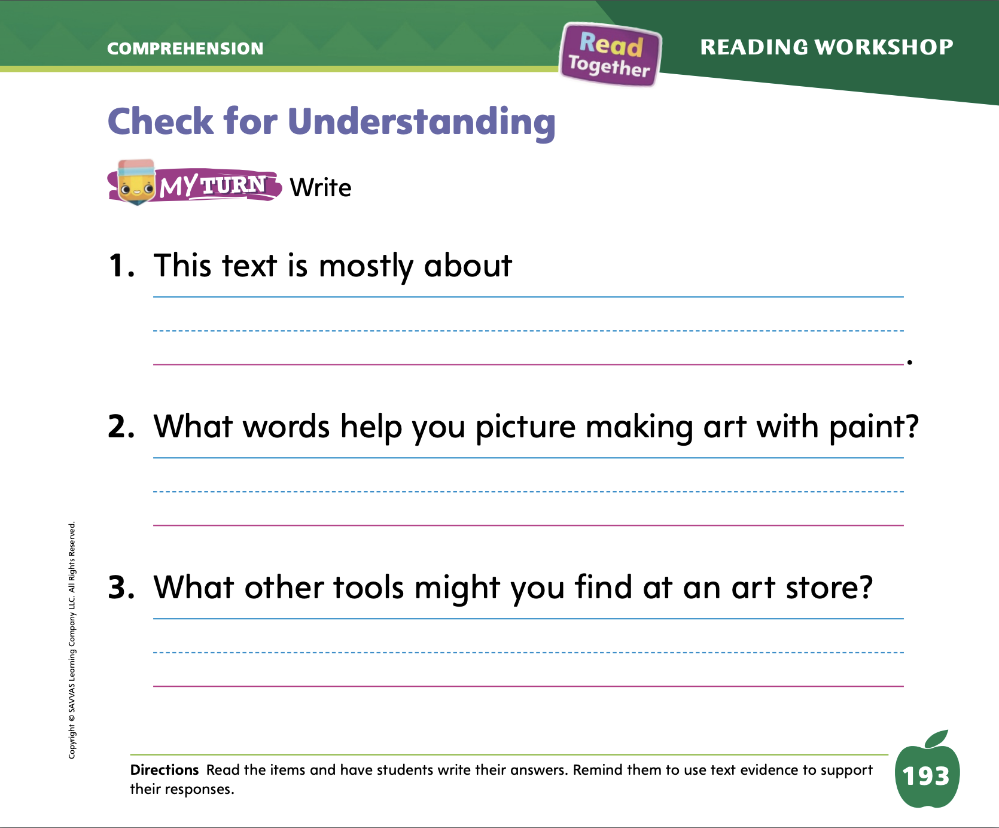 COMPREHENSION
Read
Together
READING WORKSHOP
Check for Understanding
MY TURN Write
1. This text is mostly about
.
2. What words help you picture making art with paint?
3. What other tools might you find at an art store?
Copyright © SAVVAS Learning Company LLC. All Rights Reserved.
Directions Read the items and have students write their answers. Remind them to use text evidence to support
their responses.
193